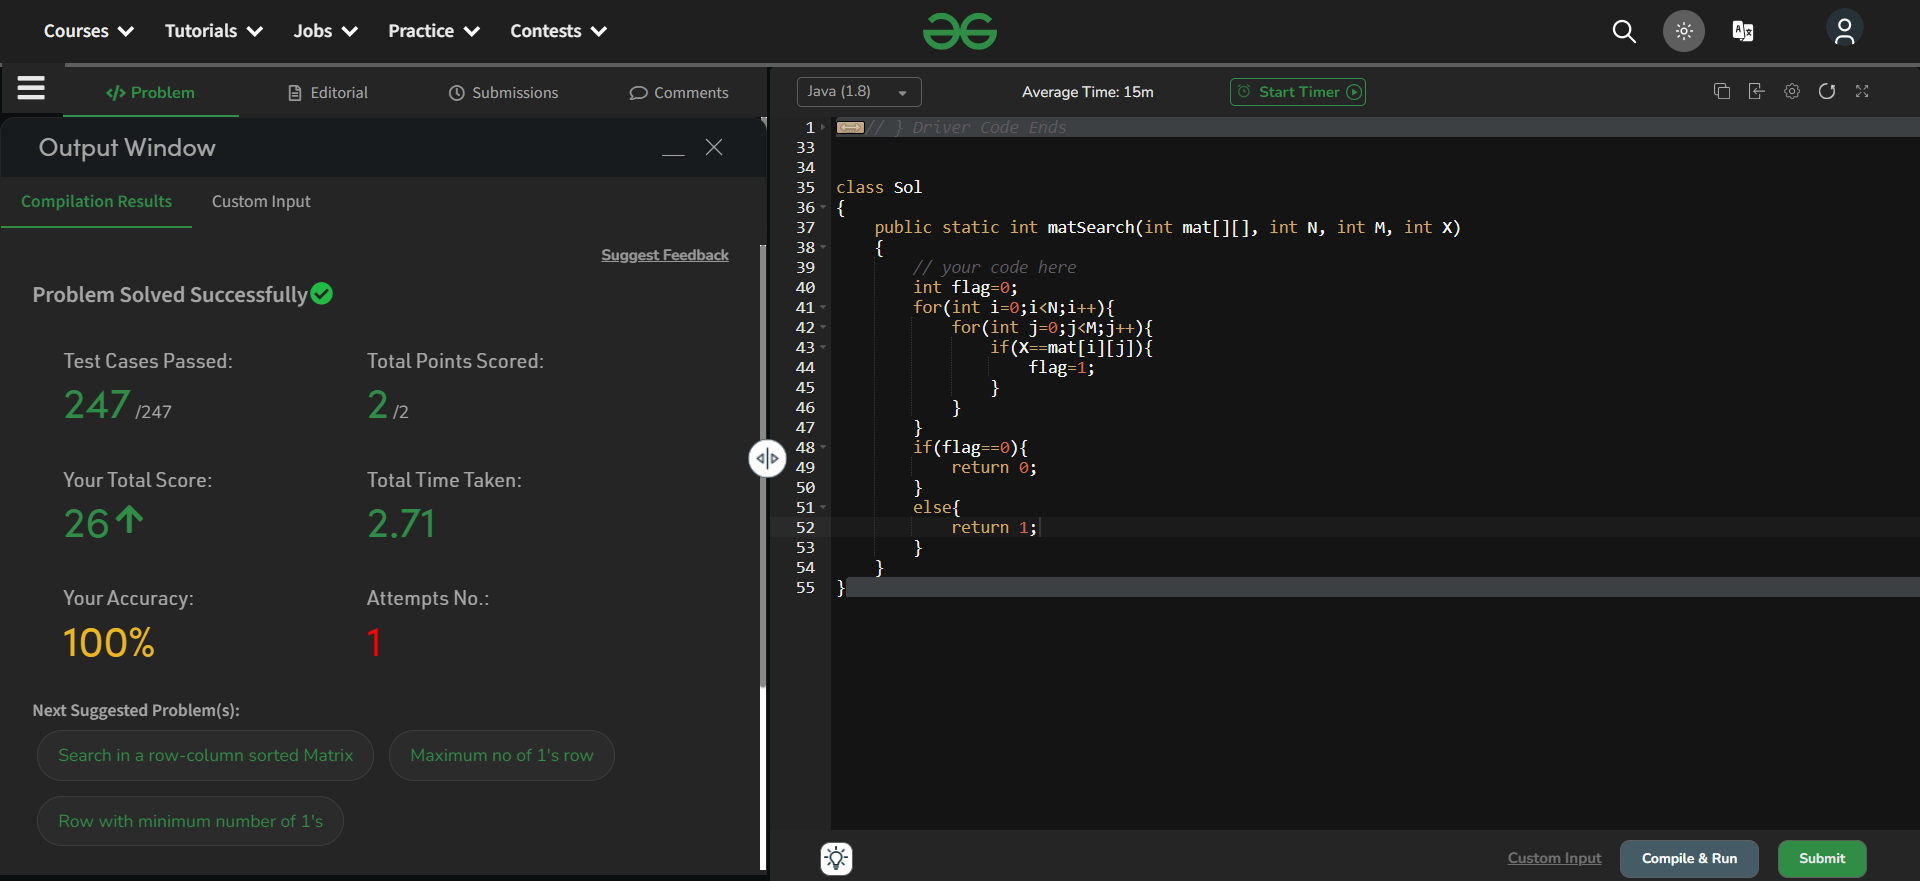 Courses Tutorials Jobs Practice Contests
</> Problem Editorial Submissions Comments
Output Window
Compilation Results Custom Input
Suggest Feedback
Problem Solved Successfully
Test Cases Passed: Total Points Scored:
247 /247 2 /2
Your Total Score: Total Time Taken:
26 2.71
Your Accuracy: Attempts No.:
100% 1
Next Suggested Problem(s):
Search in a row-column sorted Matrix Maximum no of 1's row
Row with minimum number of 1's
Java (1.8) Average Time: 15m Start Timer
1 // } Driver Code Ends
33
34
35 class Sol
36 {
37 public static int matSearch(int mat[][], int N, int M, int X)
38 {
39 // your code here
40 int flag=0;
41 for(int i=0;i<N;i++){
42 for(int j=0;j<M;j++){
43 if(X==mat[i][j]){
44 flag=1;
45 }
46 }
47 }
48 if(flag==0){
49 return 0;
50 }
51 else{
52 return 1;
53 }
54 }
55 }
Custom Input Compile & Run Submit